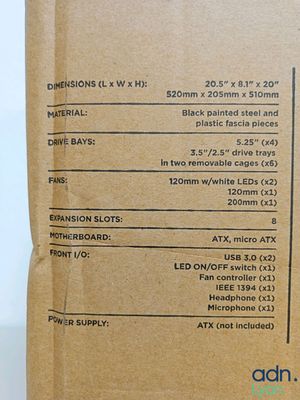 DIMENSIONS (L x W x H): 20.5" x 8.1" x 20"
520mm x 205mm x 510mm
MATERIAL: Black painted steel and
plastic fascia pieces
DRIVE BAYS: 5.25" (x4)
3.5"/2.5" drive trays
in two removable cages (x6)
FANS: 120mm w/white LEDs (x2)
120mm (x1)
200mm (x1)
EXPANSION SLOTS: 8
MOTHERBOARD: ATX, micro ATX
FRONT I/O: USB 3.0 (x2)
LED ON/OFF switch (x1)
Fan controller (x1)
IEEE 1394 (x1)
Headphone (x1)
Microphone (x1)
POWER SUPPLY: ATX (not included)
adn.